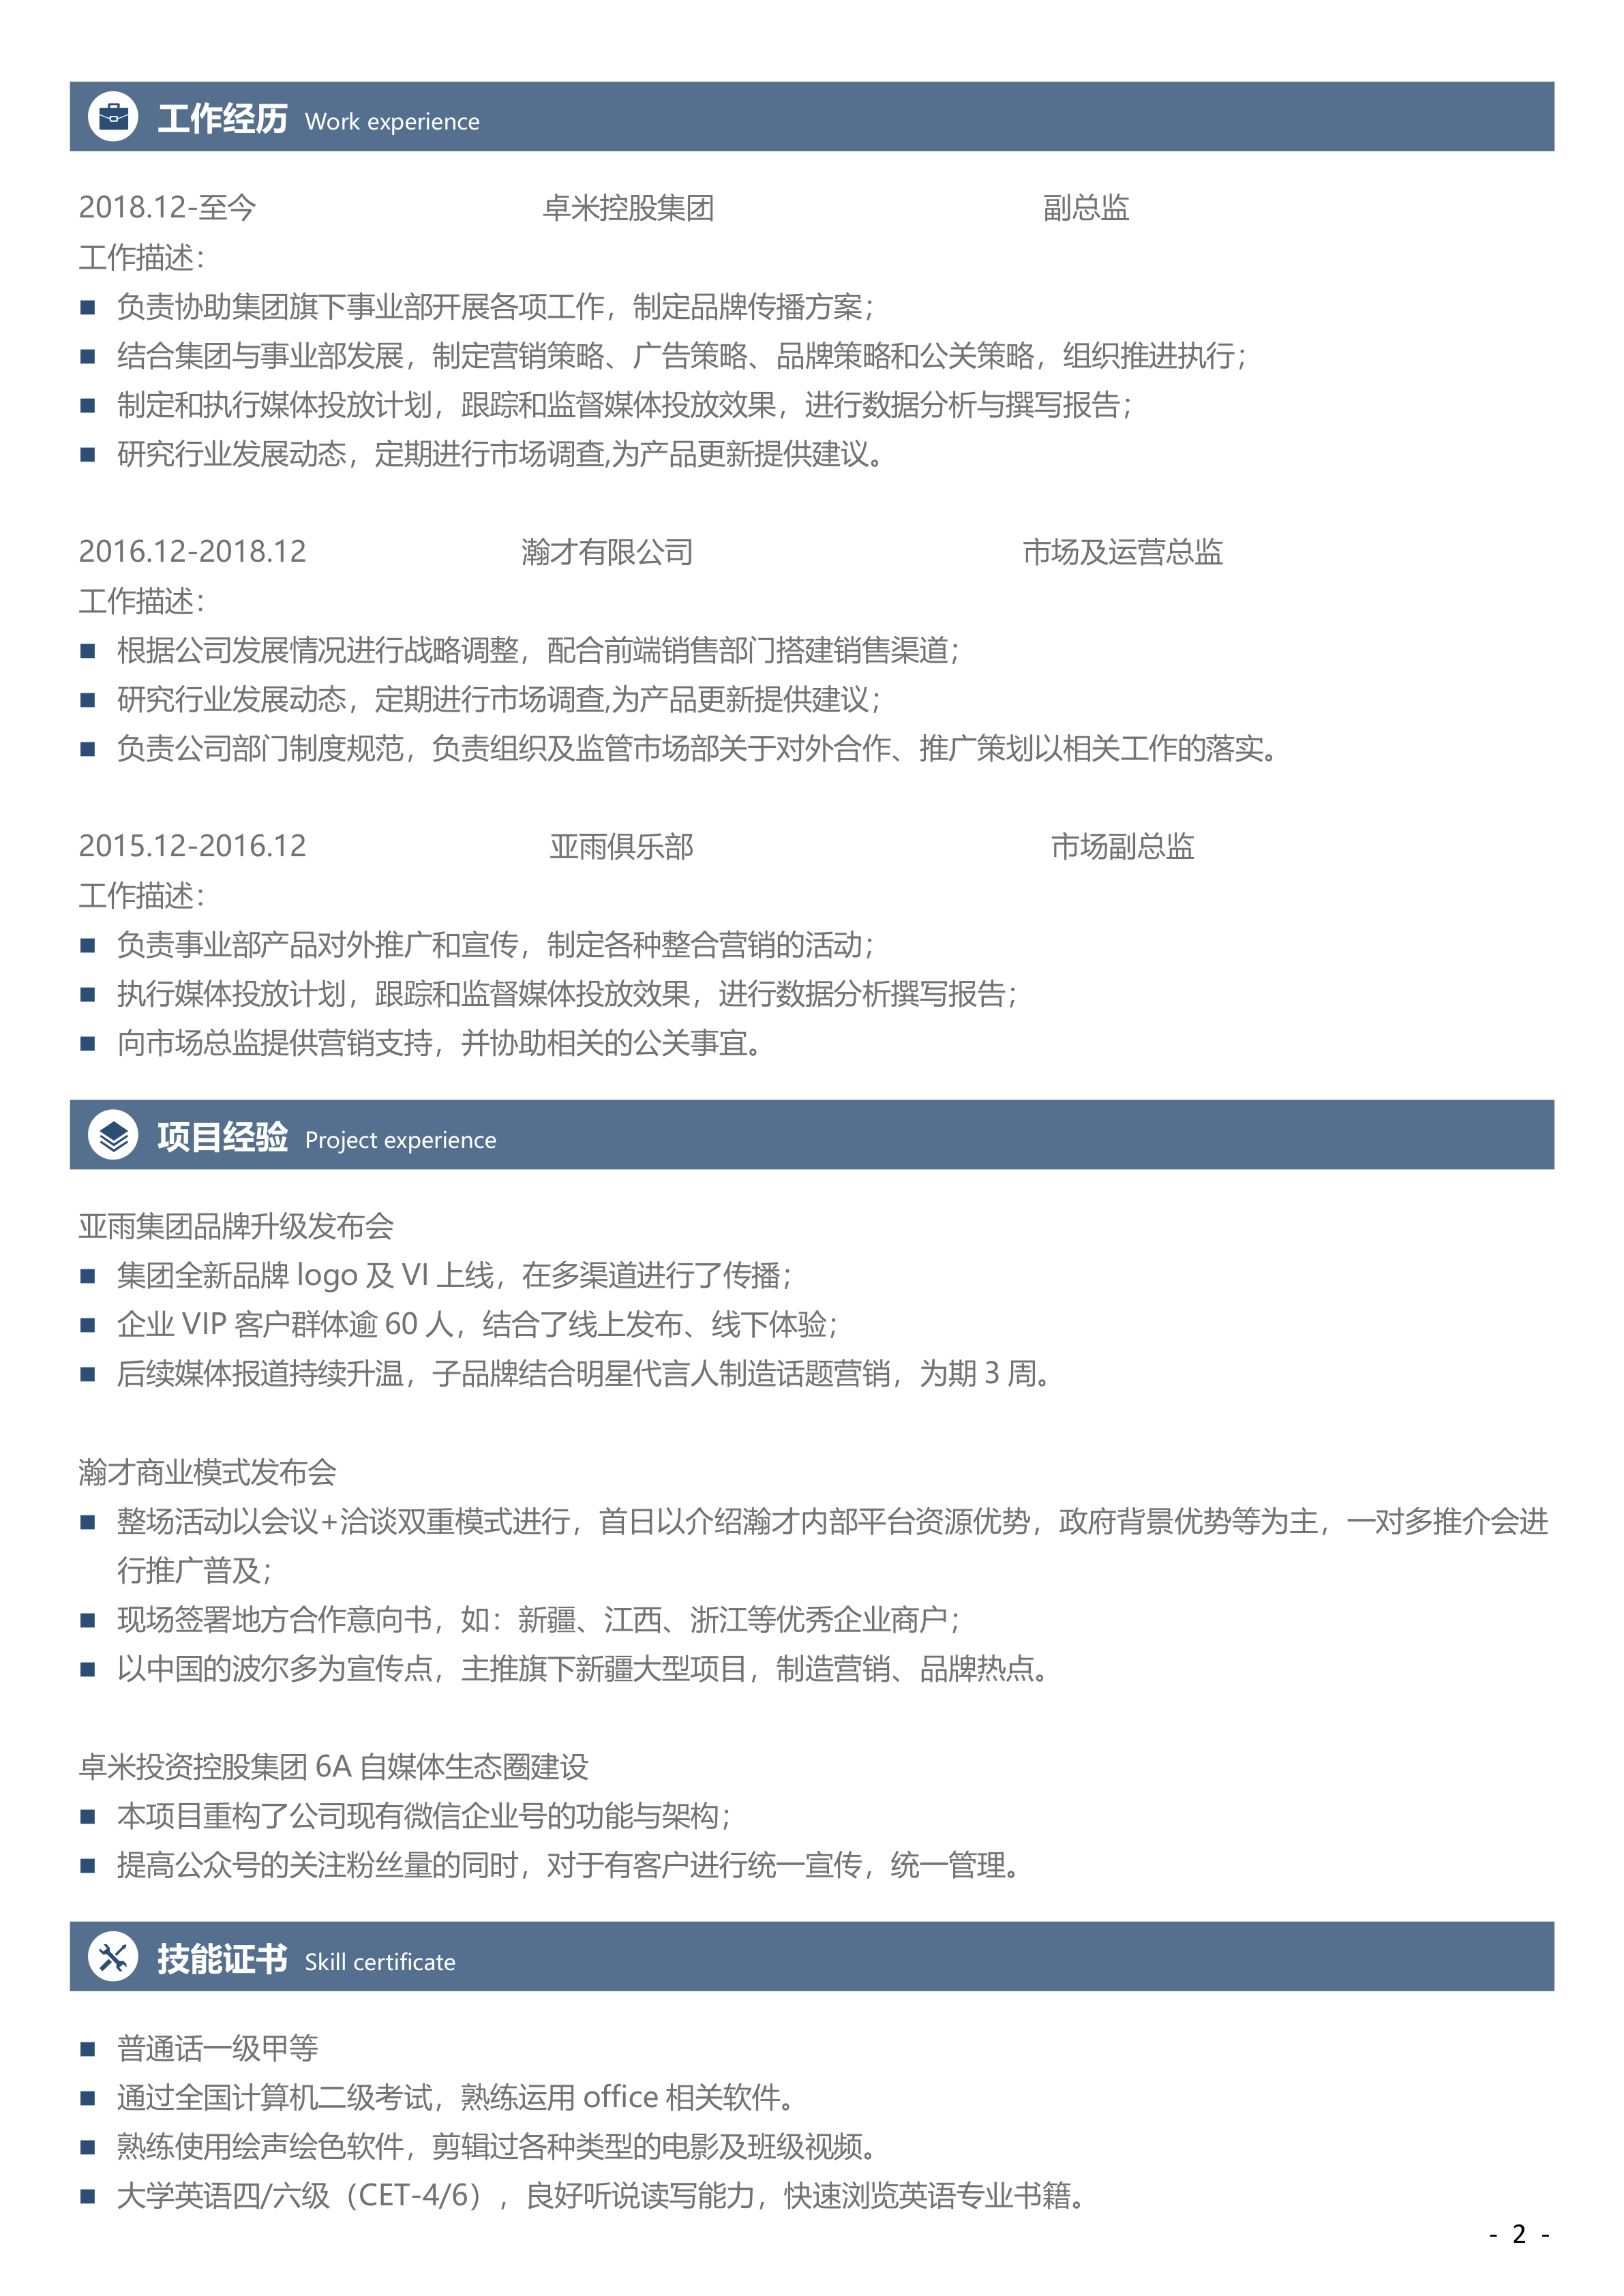 工作经历 Work experience
2018.12-至今 卓米控股集团 副总监
工作描述：
■ 负责协助集团旗下事业部开展各项工作，制定品牌传播方案；
■ 结合集团与事业部发展，制定营销策略、广告策略、品牌策略和公关策略，组织推进执行；
■ 制定和执行媒体投放计划，跟踪和监督媒体投放效果，进行数据分析与撰写报告；
■ 研究行业发展动态，定期进行市场调查,为产品更新提供建议。
2016.12-2018.12 瀚才有限公司 市场及运营总监
工作描述：
■ 根据公司发展情况进行战略调整，配合前端销售部门搭建销售渠道；
■ 研究行业发展动态，定期进行市场调查,为产品更新提供建议；
■ 负责公司部门制度规范，负责组织及监管市场部关于对外合作、推广策划以相关工作的落实。
2015.12-2016.12 亚雨俱乐部 市场副总监
工作描述：
■ 负责事业部产品对外推广和宣传，制定各种整合营销的活动；
■ 执行媒体投放计划，跟踪和监督媒体投放效果，进行数据分析撰写报告；
■ 向市场总监提供营销支持，并协助相关的公关事宜。
项目经验 Project experience
亚雨集团品牌升级发布会
■ 集团全新品牌 logo 及 VI 上线，在多渠道进行了传播；
■ 企业 VIP 客户群体逾 60 人，结合了线上发布、线下体验；
■ 后续媒体报道持续升温，子品牌结合明星代言人制造话题营销，为期 3 周。
瀚才商业模式发布会
■ 整场活动以会议+洽谈双重模式进行，首日以介绍瀚才内部平台资源优势，政府背景优势等为主，一对多推介会进
行推广普及；
■ 现场签署地方合作意向书，如：新疆、江西、浙江等优秀企业商户；
■ 以中国的波尔多为宣传点，主推旗下新疆大型项目，制造营销、品牌热点。
卓米投资控股集团 6A 自媒体生态圈建设
■ 本项目重构了公司现有微信企业号的功能与架构；
■ 提高公众号的关注粉丝量的同时，对于有客户进行统一宣传，统一管理。
技能证书 Skill certificate
■ 普通话一级甲等
■ 通过全国计算机二级考试，熟练运用 office 相关软件。
■ 熟练使用绘声绘色软件，剪辑过各种类型的电影及班级视频。
■ 大学英语四/六级（CET-4/6），良好听说读写能力，快速浏览英语专业书籍。
- 2 -